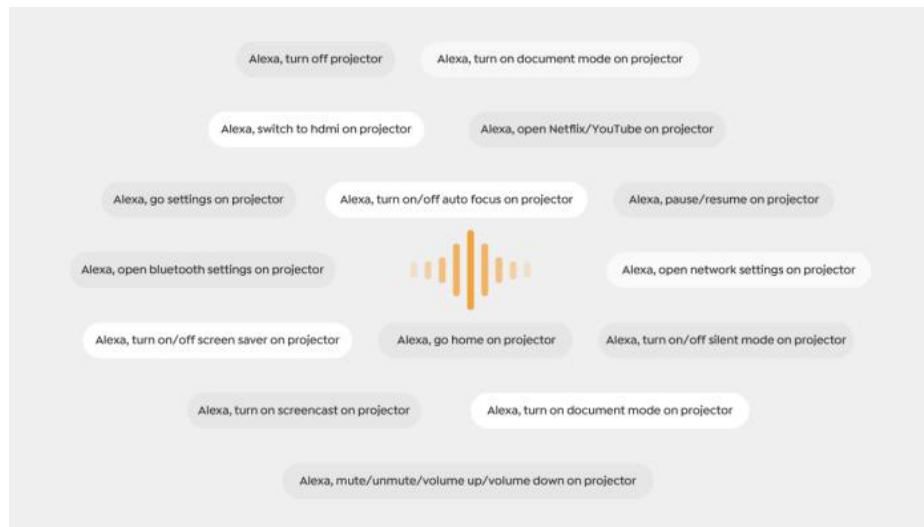 Alexa, turn off projector
Alexa, turn on document mode on projector
Alexa, switch to hdmi on projector
Alexa, open Netflix/YouTube on projector
Alexa, go settings on projector
Alexa, turn on/off auto focus on projector
Alexa, pause/resume on projector
Alexa, open bluetooth settings on projector
Alexa, open network settings on projector
Alexa, turn on/off screen saver on projector
Alexa, go home on projector
Alexa, turn on/off silent mode on projector
Alexa, turn on screencast on projector
Alexa, turn on document mode on projector
Alexa, mute/unmute/volume up/volume down on projector